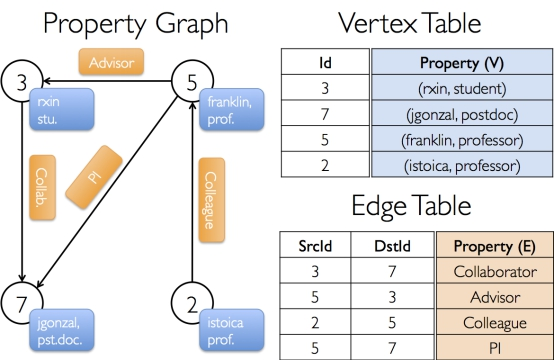 Property Graph
Advisor
3
5
rxin
stu.
franklin,
prof.
Collab.
PI
Colleague
7
2
jgonzal,
pst.doc.
istoica
prof.
Vertex Table
Id Property (V)
3 (rxin, student)
7 (jgonzal, postdoc)
5 (franklin, professor)
2 (istoica, professor)
Edge Table
SrcId DstId Property (E)
3 7 Collaborator
5 3 Advisor
2 5 Colleague
5 7 PI